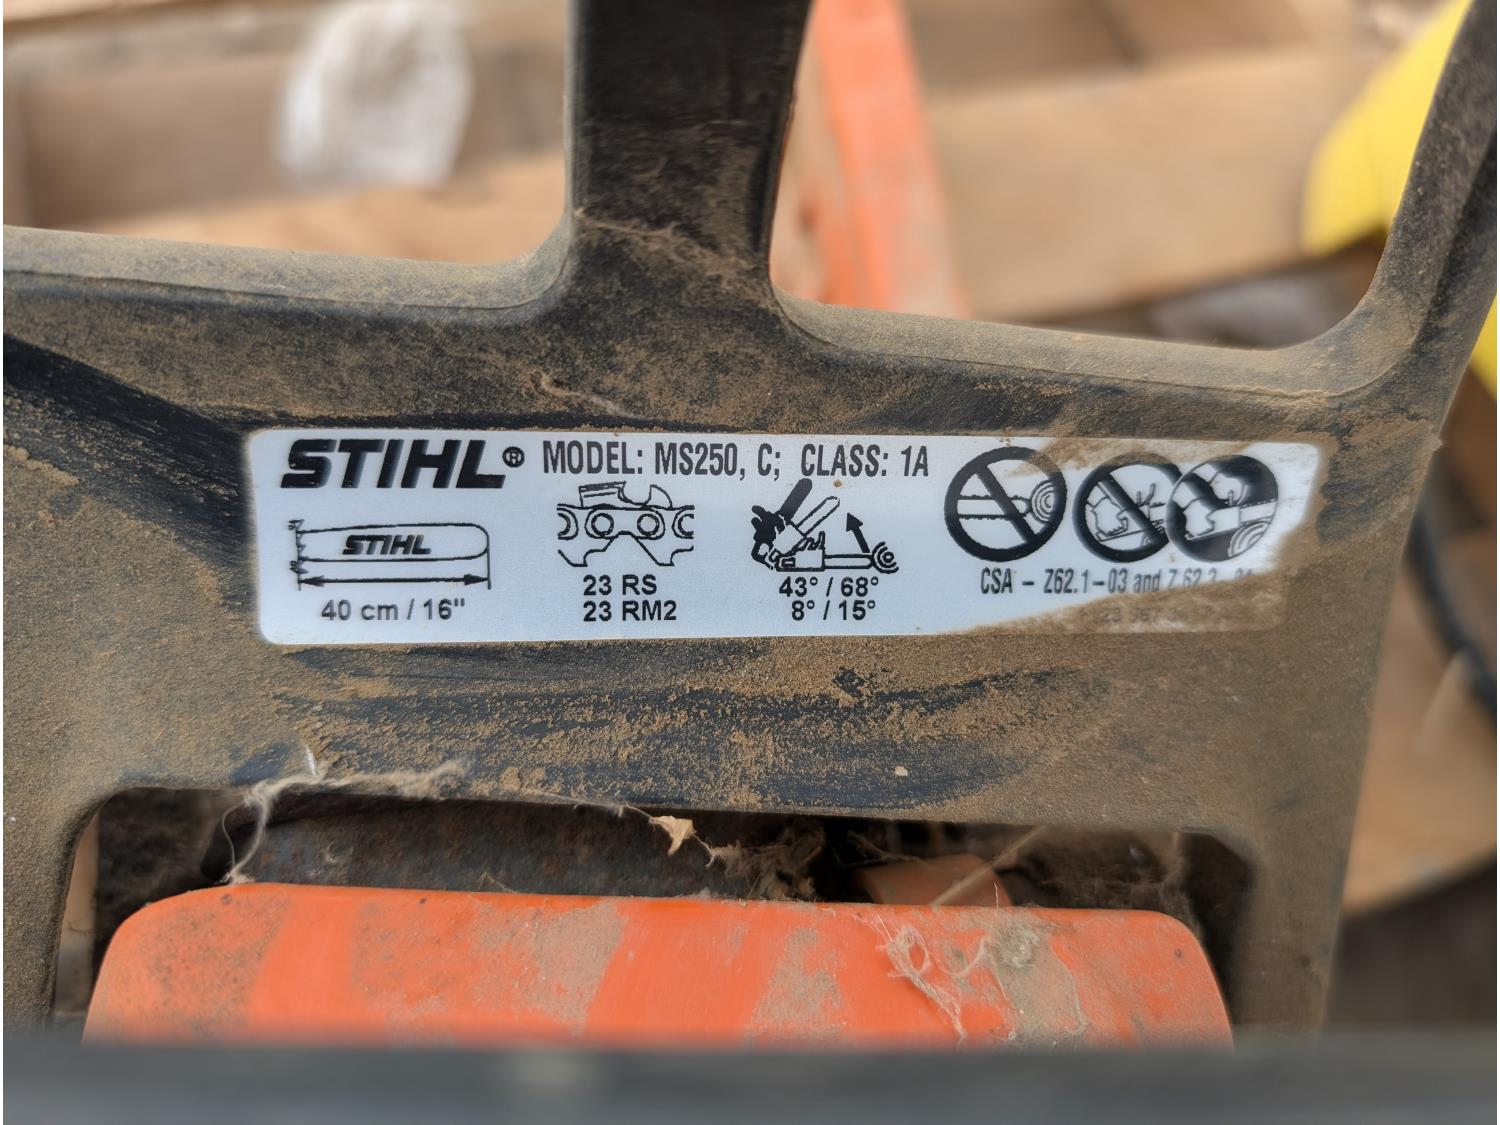 STIHL® MODEL: MS250, C; CLASS: 1A
STIHL
40 cm / 16"
23 RS
23 RM2
43° / 68°
8° / 15°
CSA - Z62.1-03 and